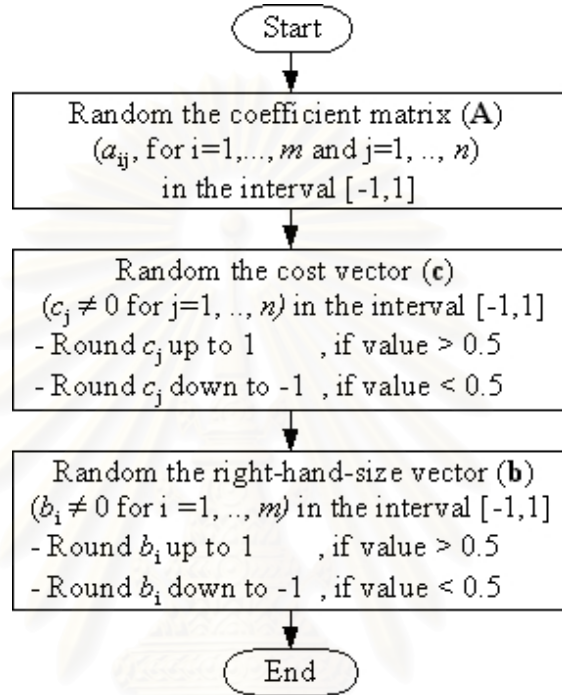 Start
Random the coefficient matrix (A)
(aij, for i=1,..., m and j=1, .., n)
in the interval [-1,1]
Random the cost vector (c)
(cj ≠ 0 for j=1, .., n) in the interval [-1,1]
- Round cj up to 1 , if value > 0.5
- Round cj down to -1 , if value < 0.5
Random the right-hand-size vector (b)
(bi ≠ 0 for i =1, .., m) in the interval [-1,1]
- Round bi up to 1 , if value > 0.5
- Round bi down to -1 , if value < 0.5
End